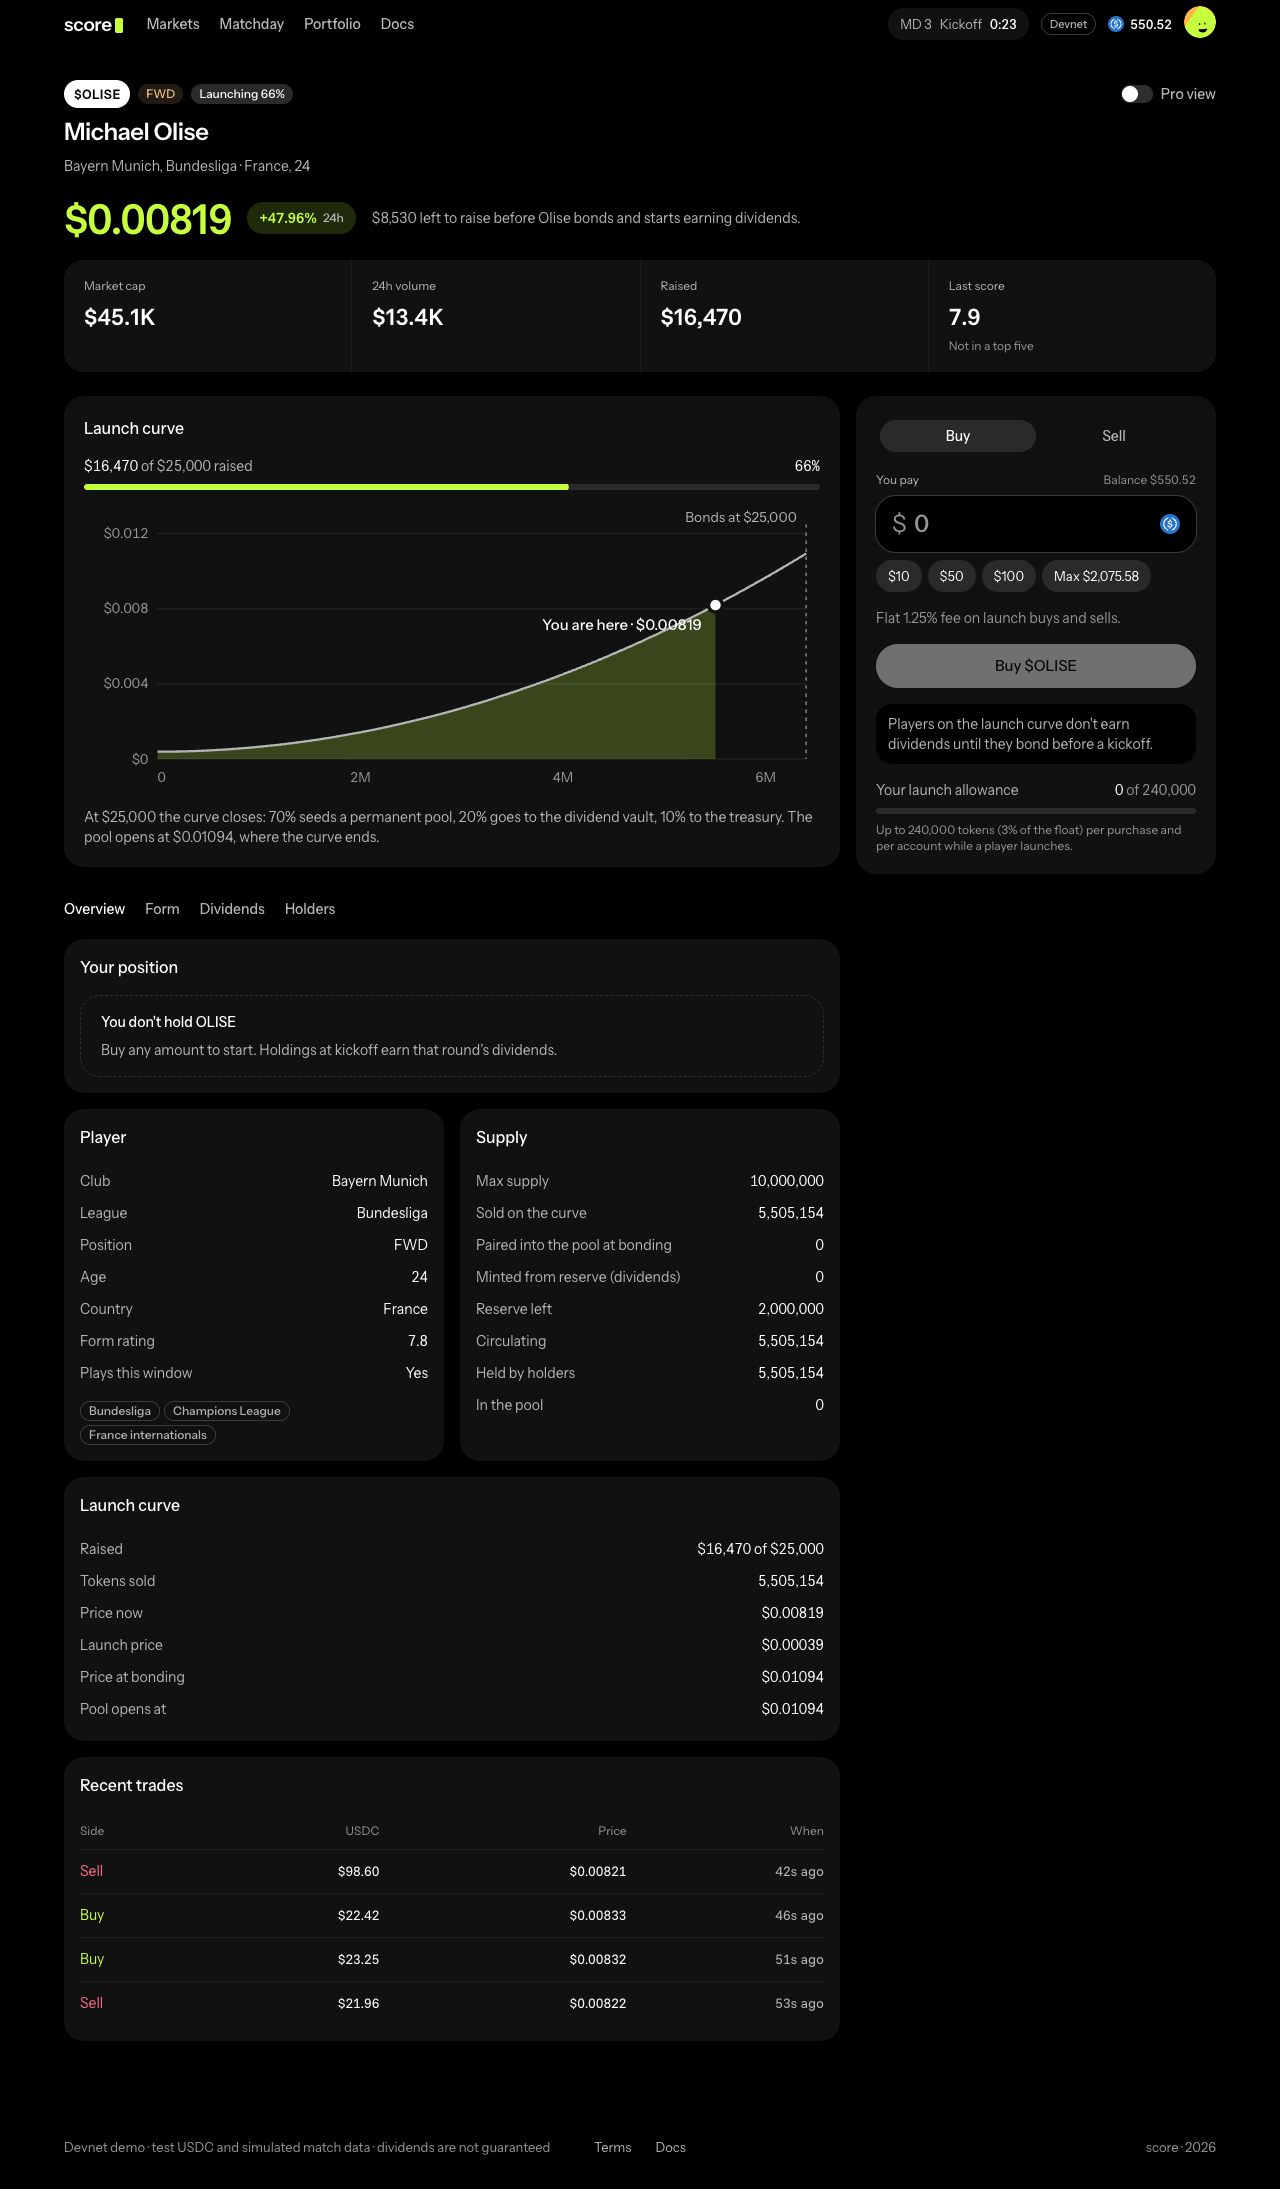 score Markets Matchday Portfolio Docs MD 3 Kickoff 0:23 Devnet 550.52
$OLISE FWD Launching 66% Pro view
Michael Olise
Bayern Munich, Bundesliga · France, 24
$0.00819 +47.96% 24h $8,530 left to raise before Olise bonds and starts earning dividends.
Market cap 24h volume Raised Last score
$45.1K $13.4K $16,470 7.9
Not in a top five
Launch curve
$16,470 of $25,000 raised 66%
Bonds at $25,000
$0.012
$0.008
You are here · $0.00819
$0.004
$0
0 2M 4M 6M
At $25,000 the curve closes: 70% seeds a permanent pool, 20% goes to the dividend vault, 10% to the treasury. The
pool opens at $0.01094, where the curve ends.
Buy Sell
You pay Balance $550.52
$ 0
$10 $50 $100 Max $2,075.58
Flat 1.25% fee on launch buys and sells.
Buy $OLISE
Players on the launch curve don't earn
dividends until they bond before a kickoff.
Your launch allowance 0 of 240,000
Up to 240,000 tokens (3% of the float) per purchase and
per account while a player launches.
Overview Form Dividends Holders
Your position
You don't hold OLISE
Buy any amount to start. Holdings at kickoff earn that round's dividends.
Player
Club Bayern Munich
League Bundesliga
Position FWD
Age 24
Country France
Form rating 7.8
Plays this window Yes
Bundesliga Champions League
France internationals
Supply
Max supply 10,000,000
Sold on the curve 5,505,154
Paired into the pool at bonding 0
Minted from reserve (dividends) 0
Reserve left 2,000,000
Circulating 5,505,154
Held by holders 5,505,154
In the pool 0
Launch curve
Raised $16,470 of $25,000
Tokens sold 5,505,154
Price now $0.00819
Launch price $0.00039
Price at bonding $0.01094
Pool opens at $0.01094
Recent trades
Side USDC Price When
Sell $98.60 $0.00821 42s ago
Buy $22.42 $0.00833 46s ago
Buy $23.25 $0.00832 51s ago
Sell $21.96 $0.00822 53s ago
Devnet demo · test USDC and simulated match data · dividends are not guaranteed Terms Docs score · 2026